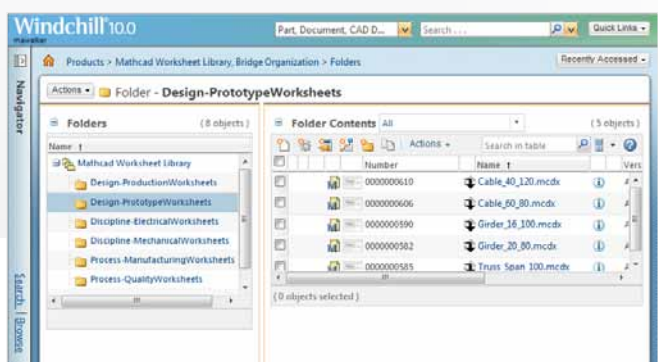 Windchill® 10.0
mawalker
Part, Document, CAD D...
Search . . .
Quick Links
Products > Mathcad Worksheet Library, Bridge Organization > Folders
Recently Accessed
Navigator
Search | Browse
Actions
Folder - Design-PrototypeWorksheets
Folders
(8 objects)
Name ↑
Mathcad Worksheet Library
Design-ProductionWorksheets
Design-PrototypeWorksheets
Discipline-ElectricalWorksheets
Discipline-MechanicalWorksheets
Process-ManufacturingWorksheets
Process-QualityWorksheets
Folder Contents All
(5 objects)
Actions
Search in table
Number Name ↑ Vers
0000000610 Cable_40_120.mcdx
0000000606 Cable_60_80.mcdx
0000000590 Girder_16_100.mcdx
0000000582 Girder_20_80.mcdx
0000000585 Truss_Span_100.mcdx
(0 objects selected)